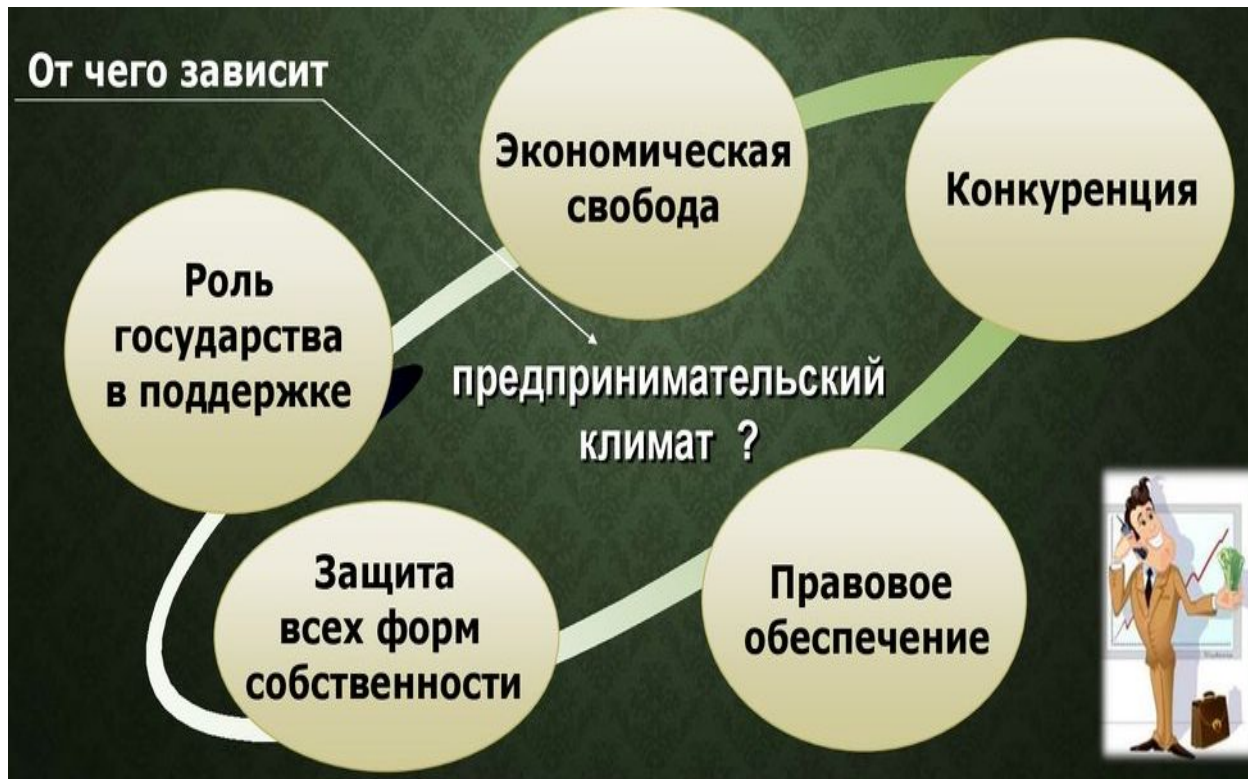 От чего зависит
предпринимательский
климат ?
Экономическая
свобода
Конкуренция
Правовое
обеспечение
Защита
всех форм
собственности
Роль
государства
в поддержке